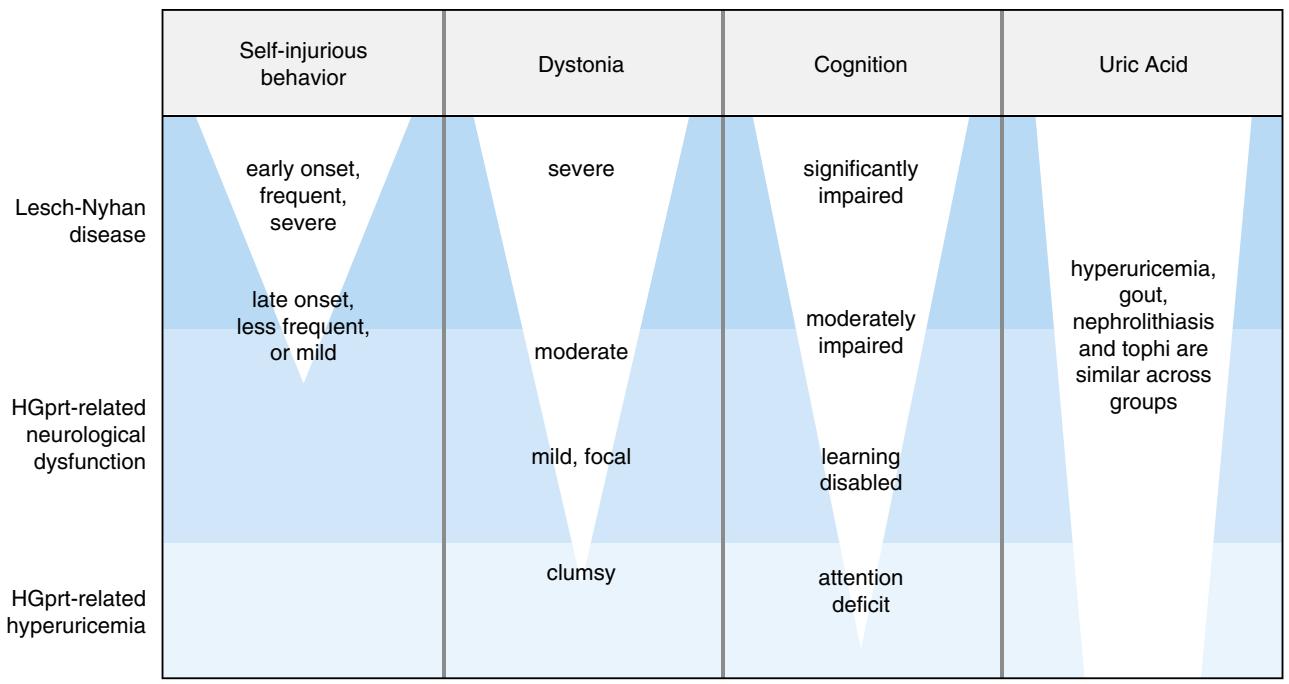 Self-injurious
behavior
Dystonia
Cognition
Uric Acid
Lesch-Nyhan
disease
early onset,
frequent,
severe
late onset,
less frequent,
or mild
severe
moderate
significantly
impaired
moderately
impaired
hyperuricemia,
gout,
nephrolithiasis
and tophi are
similar across
groups
HGprt-related
neurological
dysfunction
mild, focal
learning
disabled
HGprt-related
hyperuricemia
clumsy
attention
deficit